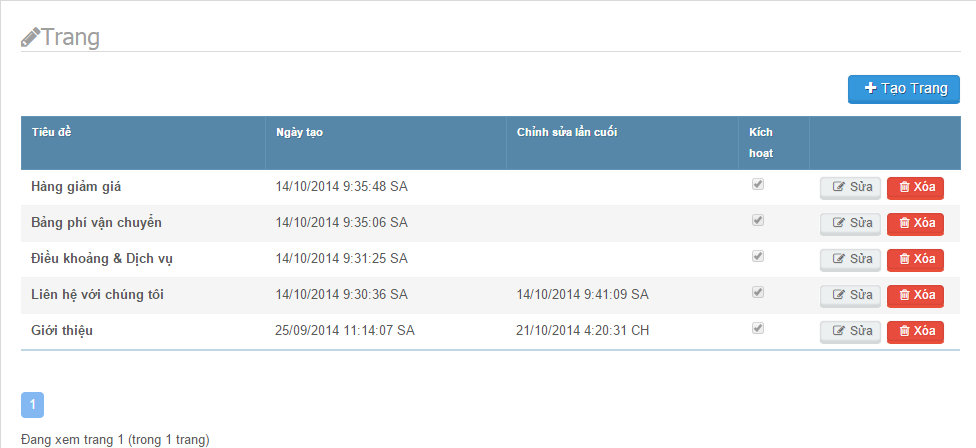 Trang
Tạo Trang
Tiêu đề Ngày tạo Chỉnh sửa lần cuối Kích hoạt
Hàng giảm giá 14/10/2014 9:35:48 SA Sửa Xóa
Bảng phí vận chuyển 14/10/2014 9:35:06 SA Sửa Xóa
Điều khoảng & Dịch vụ 14/10/2014 9:31:25 SA Sửa Xóa
Liên hệ với chúng tôi 14/10/2014 9:30:36 SA 14/10/2014 9:41:09 SA Sửa Xóa
Giới thiệu 25/09/2014 11:14:07 SA 21/10/2014 4:20:31 CH Sửa Xóa
1
Đang xem trang 1 (trong 1 trang)